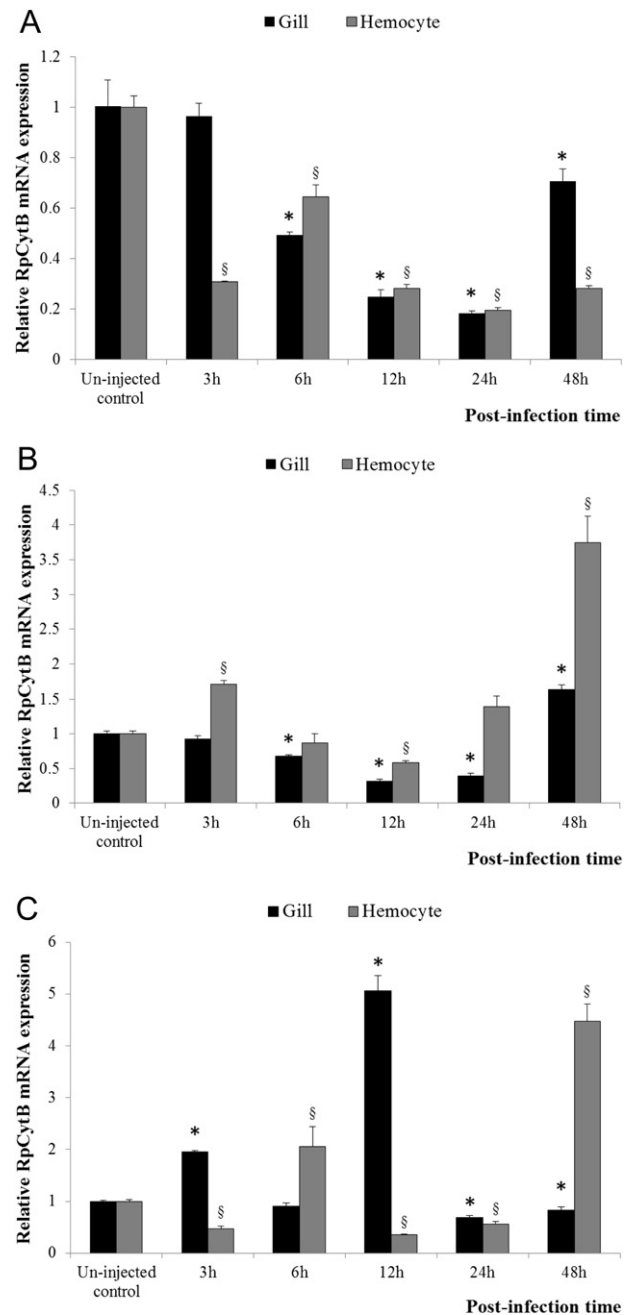 A
Gill Hemocyte
Relative RpCytB mRNA expression
1.2
1
0.8
0.6
0.4
0.2
0
§ * § * § * § * §
Un-injected control 3h 6h 12h 24h 48h
Post-infection time
B
Gill Hemocyte
Relative RpCytB mRNA expression
4.5
4
3.5
3
2.5
2
1.5
1
0.5
0
§ * * § * * §
Un-injected control 3h 6h 12h 24h 48h
Post-infection time
C
Gill Hemocyte
Relative RpCytB mRNA expression
6
5
4
3
2
1
0
* § § * § * § * §
Un-injected control 3h 6h 12h 24h 48h
Post-infection time